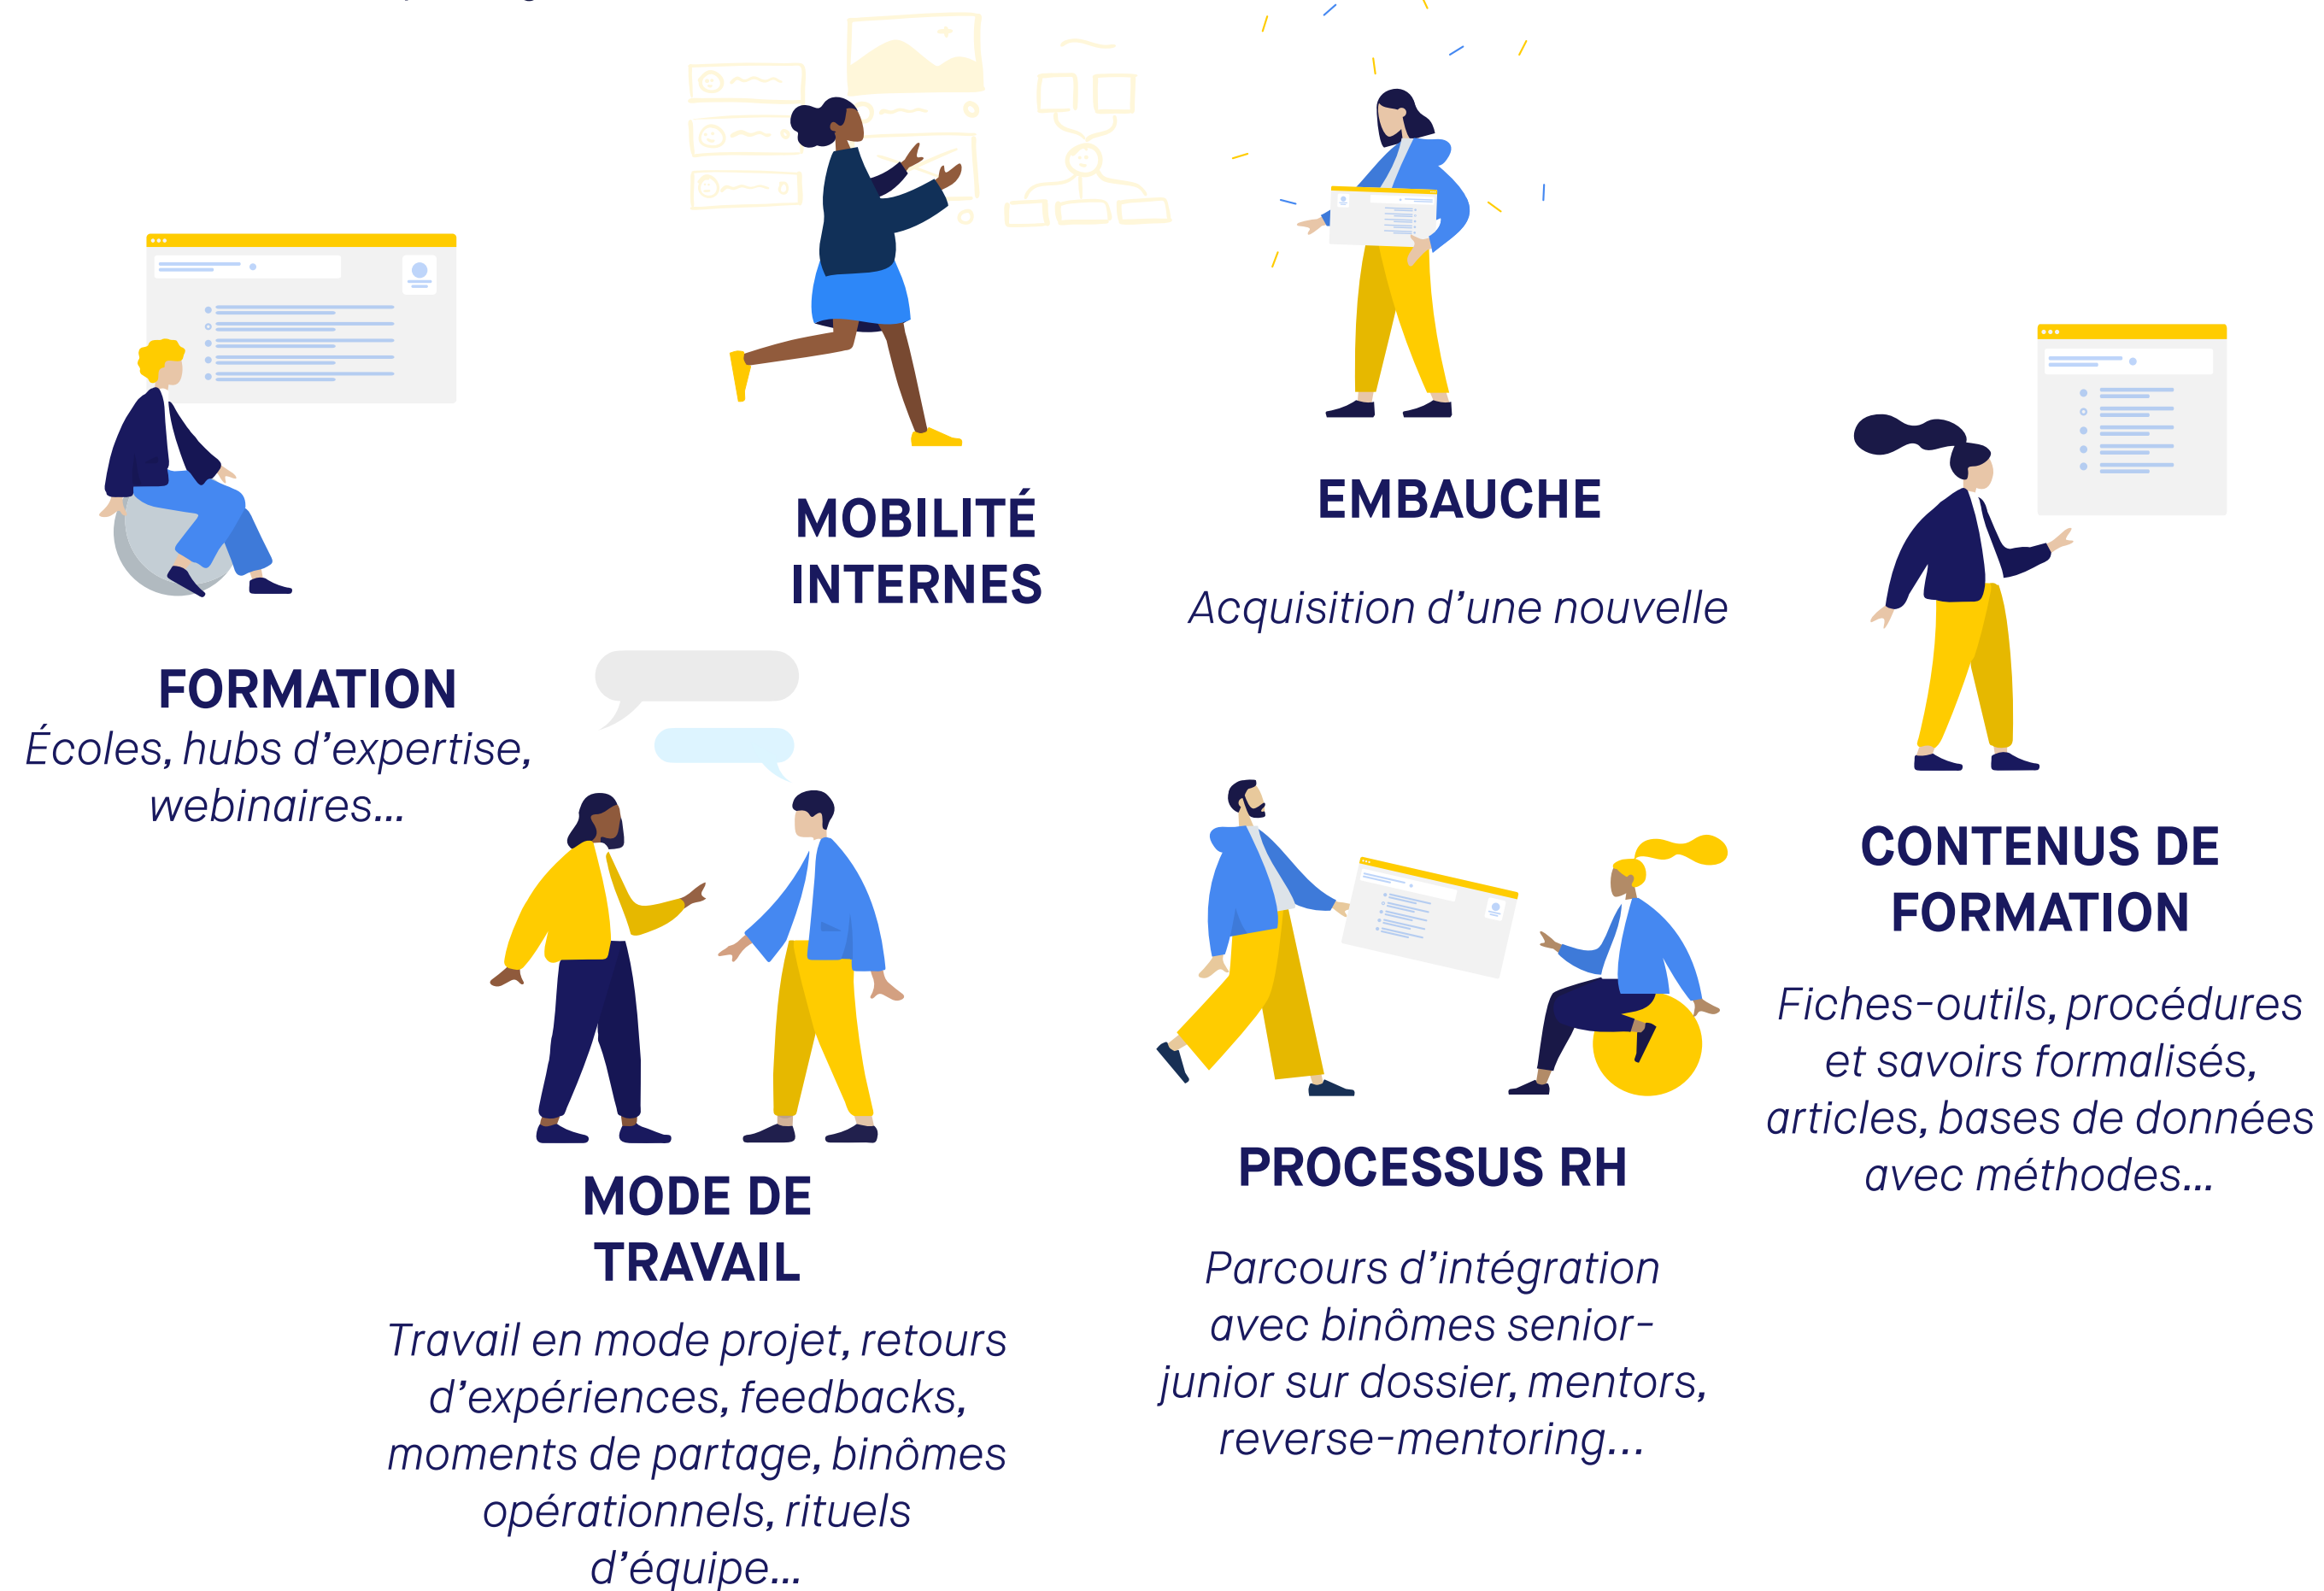 MOBILITÉ
INTERNES
EMBAUCHE
Acquisition d’une nouvelle
FORMATION
Écoles, hubs d’expertise,
webinaires...
CONTENUS DE
FORMATION
Fiches-outils, procédures
et savoirs formalisés,
articles, bases de données
avec méthodes...
MODE DE
TRAVAIL
Travail en mode projet, retours
d’expériences, feedbacks,
moments de partage, binômes
opérationnels, rituels
d’équipe...
PROCESSUS RH
Parcours d’intégration
avec binômes senior-
junior sur dossier, mentors,
reverse-mentoring...